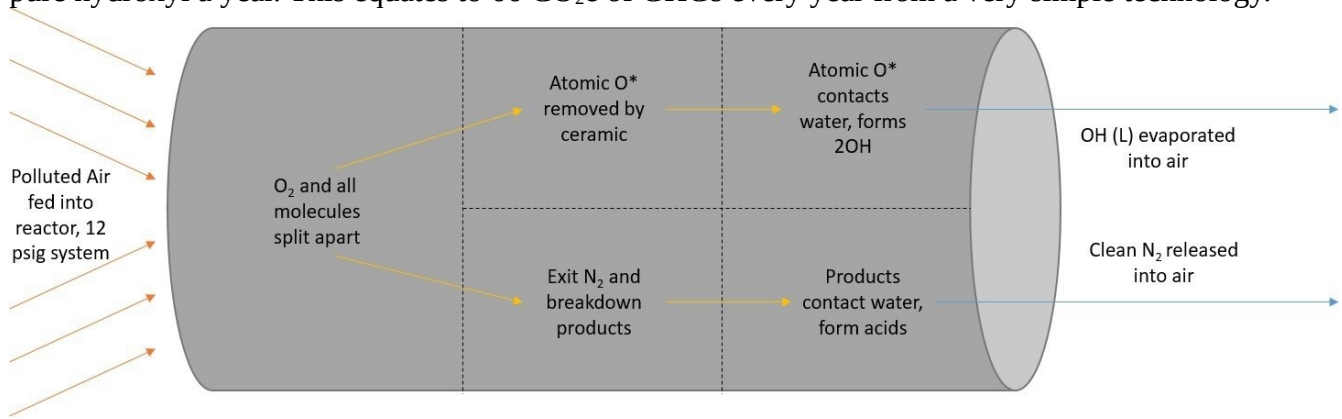 pure hydroxyl a year. This equates to 60 CO₂e of GHGs every year from a very simple technology.
Polluted Air
fed into
reactor, 12
psig system
O₂ and all
molecules
split apart
Atomic O*
removed by
ceramic
Atomic O*
contacts
water, forms
2OH
OH (L) evaporated
into air
Exit N₂ and
breakdown
products
Products
contact water,
form acids
Clean N₂ released
into air